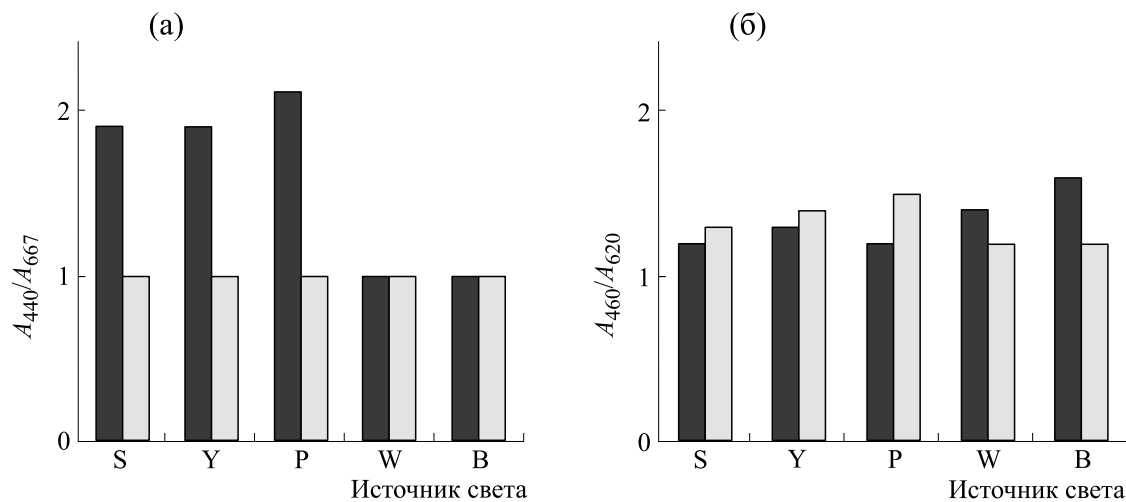 (а)
2
1
0
A440/A667
S Y P W B
Источник света
(б)
2
1
0
A460/A620
S Y P W B
Источник света